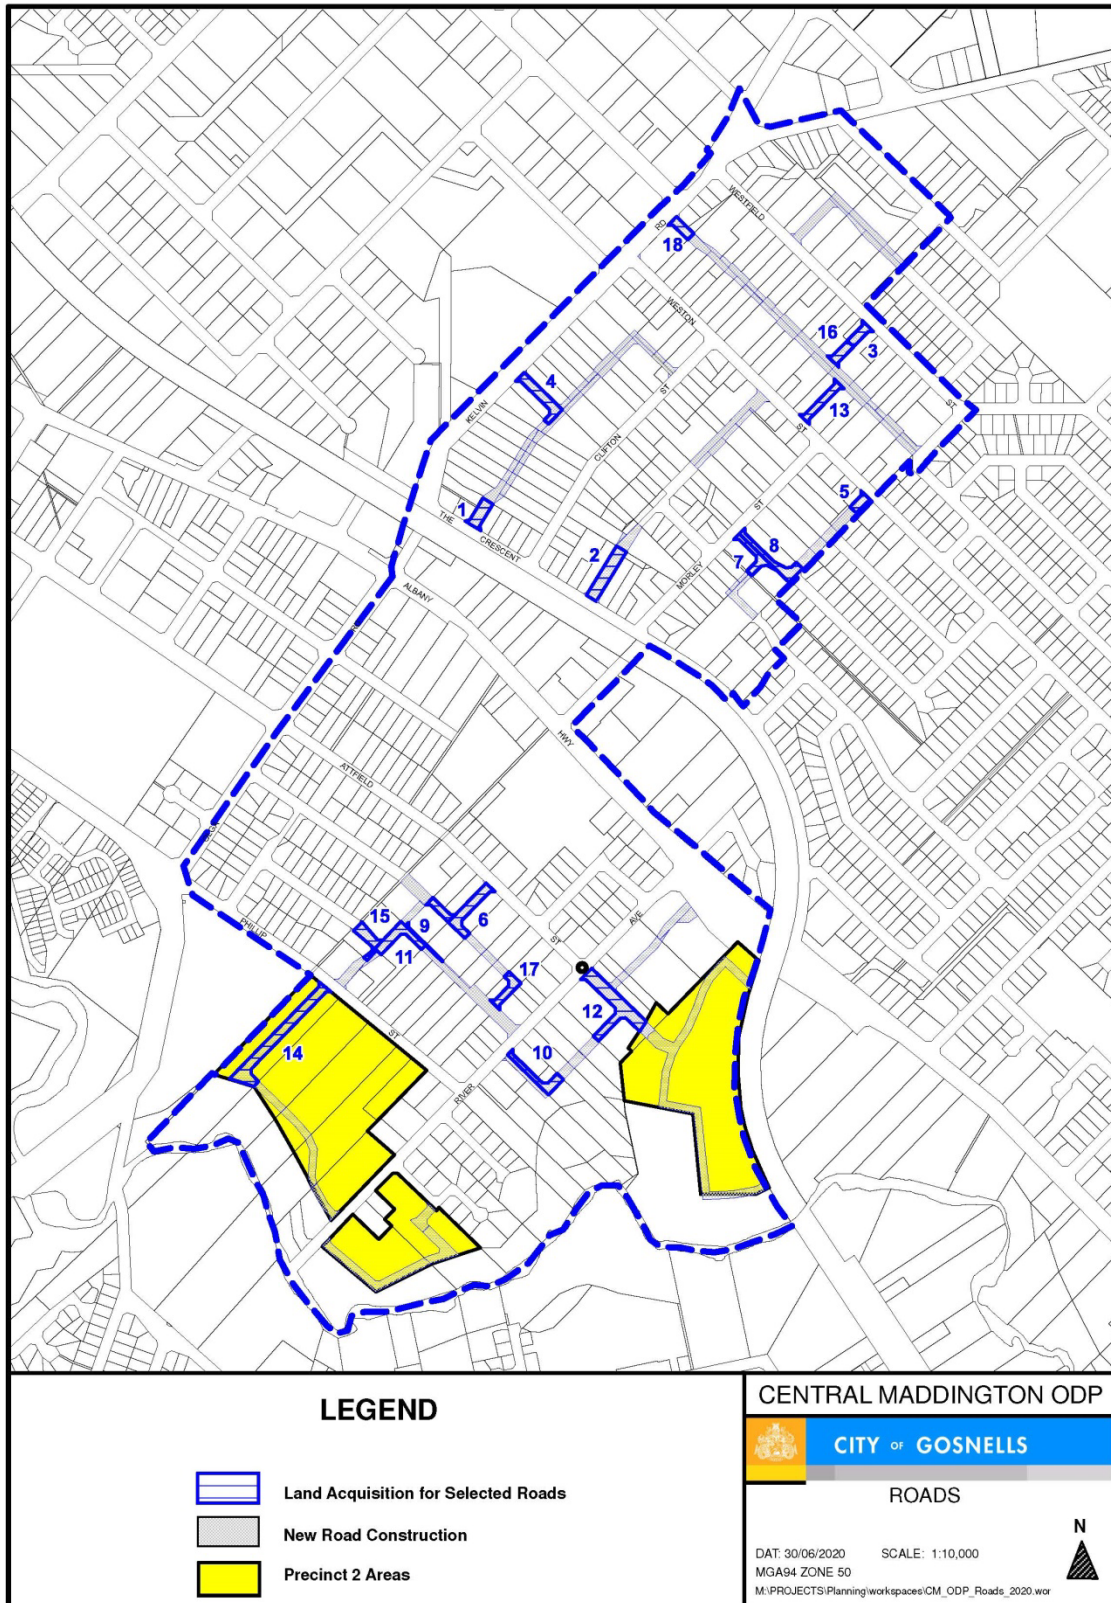 WESTFIELD
RD
18
WESTON
16
3
4
KELVIN
ST
13
ST
ST
CLIFTON
1
THE
CRESCENT
5
ST
8
2
7
MORLEY
ALBANY
HWY
ATTFIELD
PHILLIP
15
9
6
AVE
ST
11
17
12
ST
10
14
RIVER
LEGEND
Land Acquisition for Selected Roads
New Road Construction
Precinct 2 Areas
CENTRAL MADDINGTON ODP
CITY OF GOSNELLS
ROADS
N
DAT: 30/06/2020 SCALE: 1:10,000
MGA94 ZONE 50
M:\PROJECTS\Planning\workspaces\CM_ODP_Roads_2020.wor